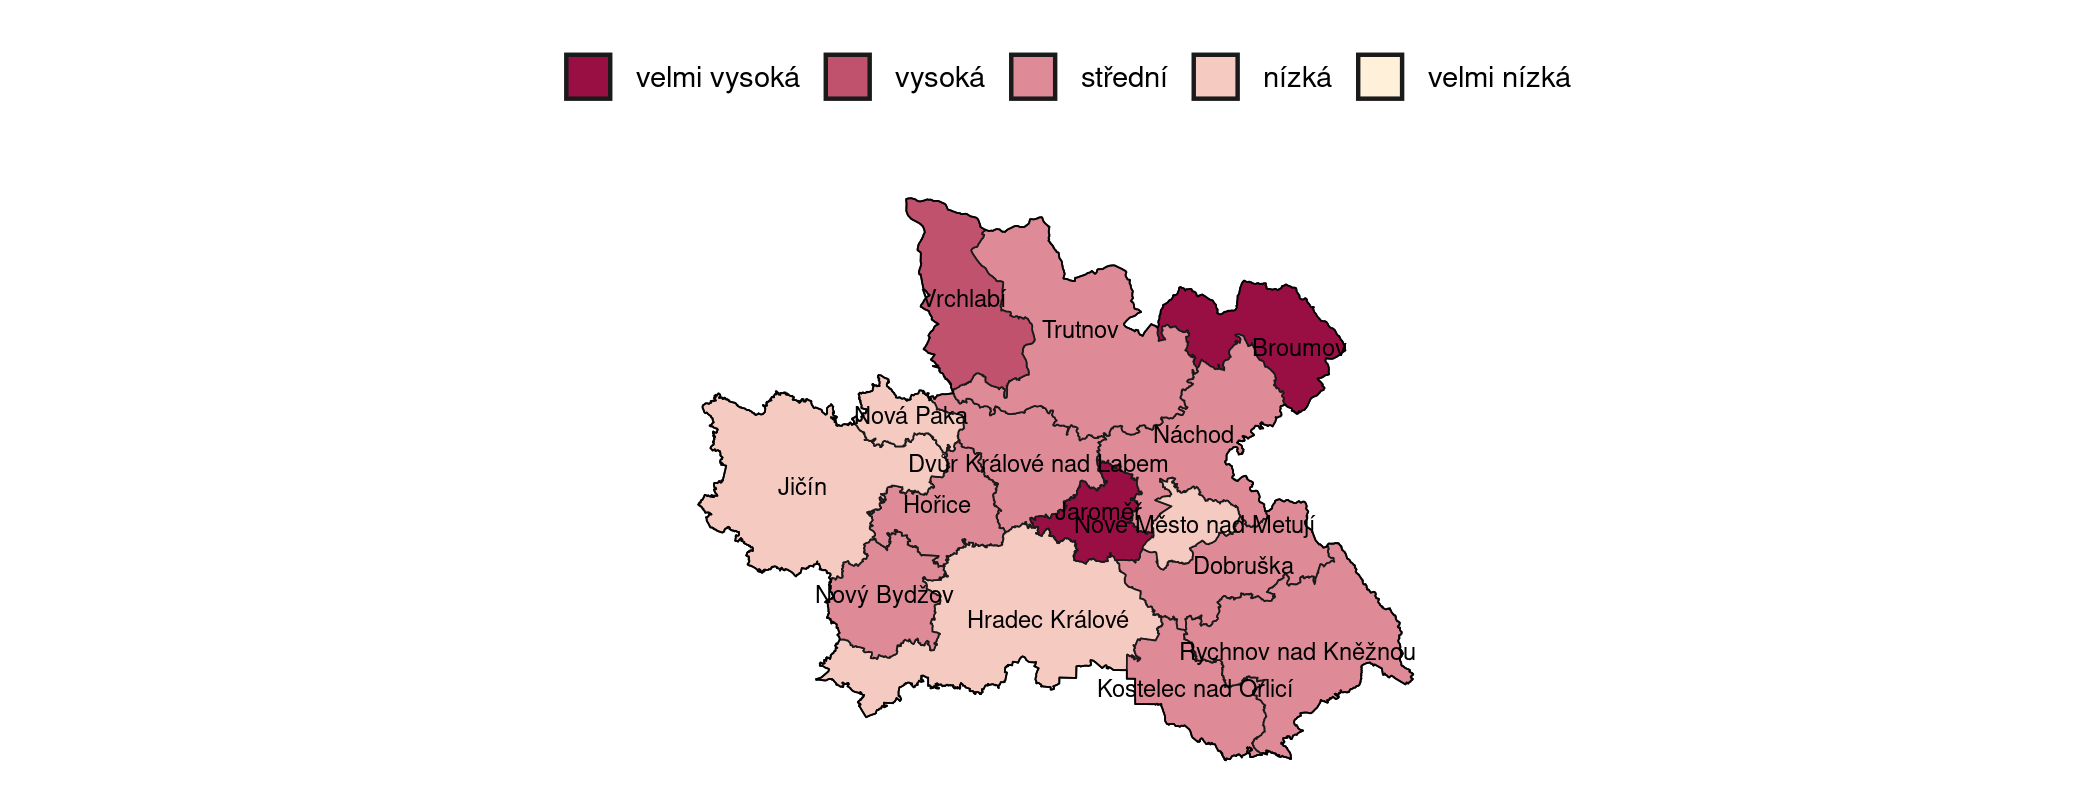 velmi vysoká
vysoká
střední
nízká
velmi nízká
Vrchlabí
Trutnov
Broumov
Nová Paka
Náchod
Dvůr Králové nad Labem
Jičín
Hořice
Jaroměř
Nové Město nad Metují
Dobruška
Nový Bydžov
Hradec Králové
Rychnov nad Kněžnou
Kostelec nad Orlicí